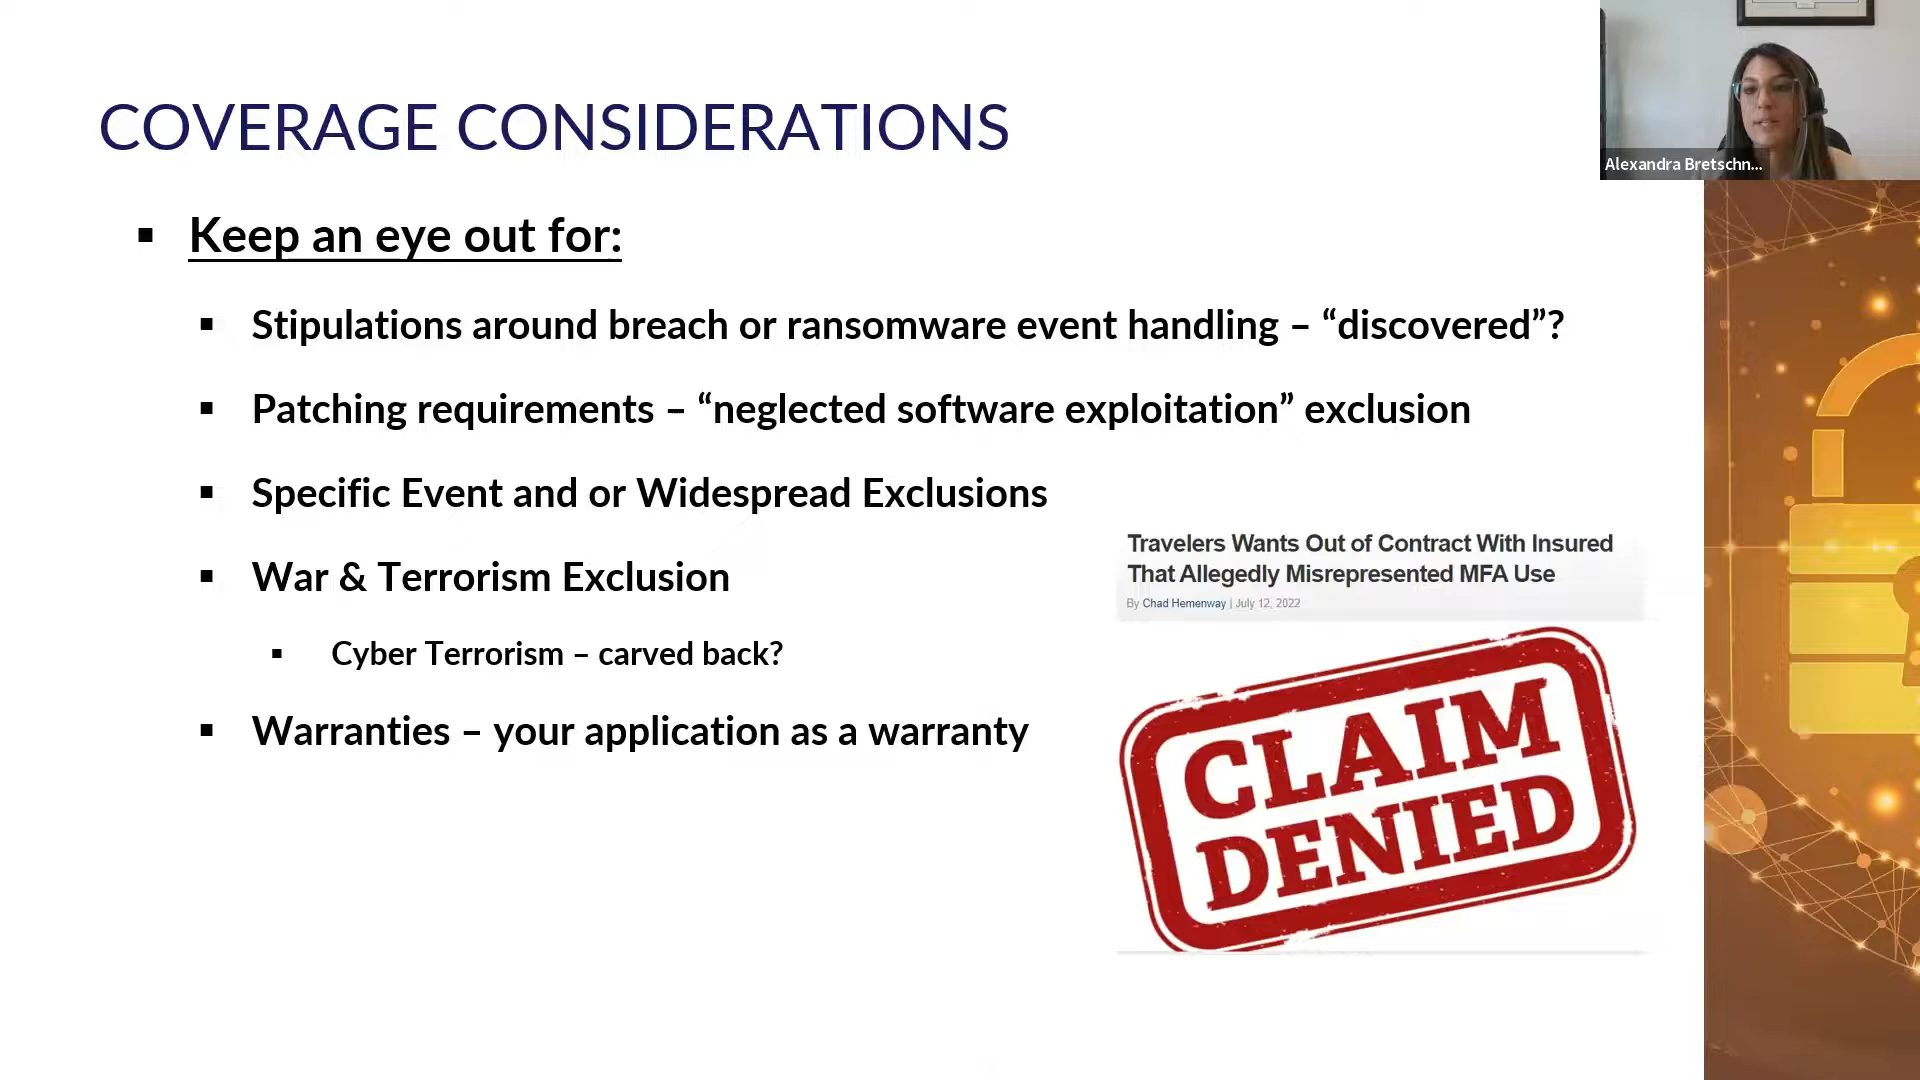 COVERAGE CONSIDERATIONS
Alexandra Bretschn...
▪ Keep an eye out for:
▪ Stipulations around breach or ransomware event handling – “discovered”?
▪ Patching requirements – “neglected software exploitation” exclusion
▪ Specific Event and or Widespread Exclusions
▪ War & Terrorism Exclusion
▪ Cyber Terrorism – carved back?
▪ Warranties – your application as a warranty
Travelers Wants Out of Contract With Insured
That Allegedly Misrepresented MFA Use
By Chad Hemenway | July 12, 2022
CLAIM
DENIED